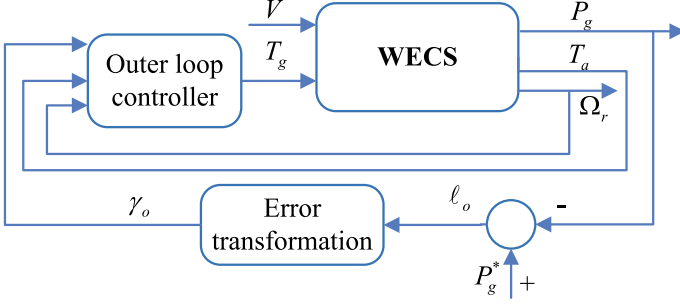 V
P_g
Outer loop
controller
T_g
WECS
T_a
Ω_r
γ_o
Error
transformation
ℓ_o
-
P_g^*
+